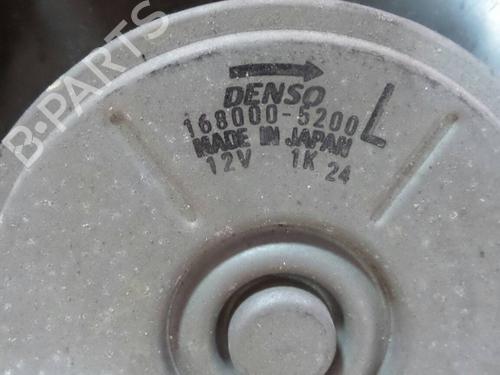 B-PARTS
DENSO
168000-5200 L
MADE IN JAPAN
12V 1K 24